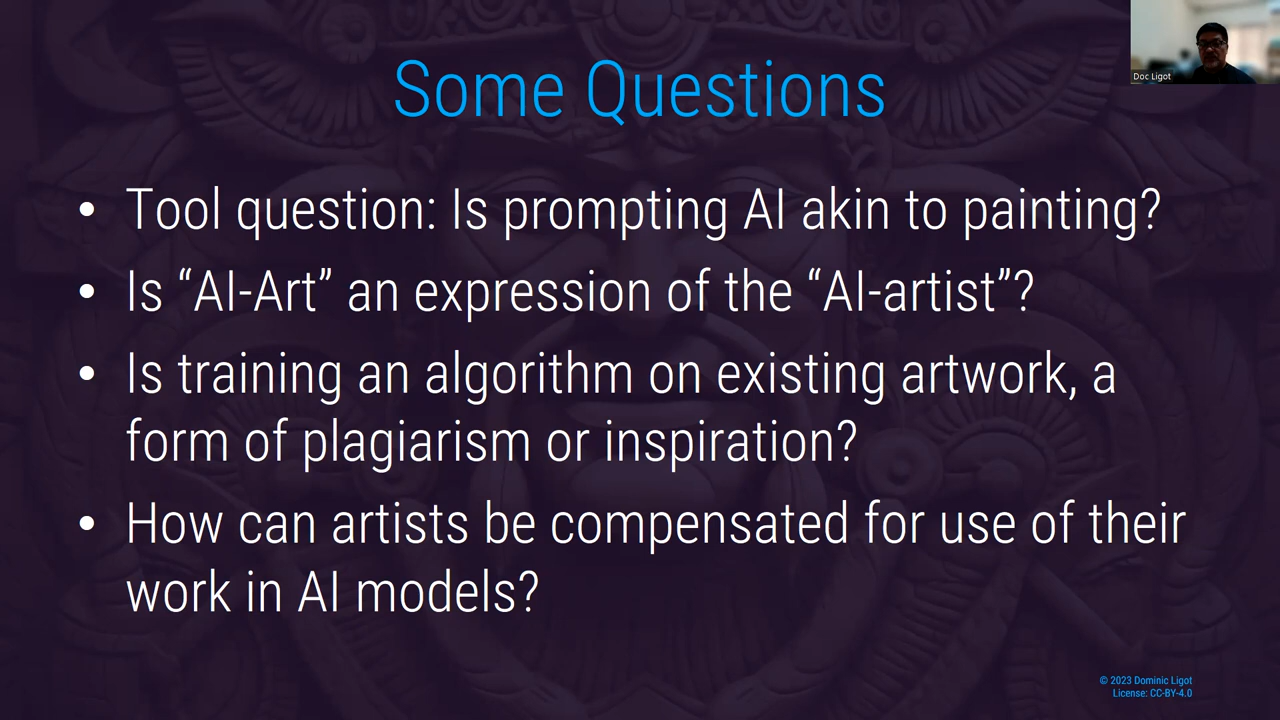 Some Questions
Doc Ligot
• Tool question: Is prompting AI akin to painting?
• Is “AI-Art” an expression of the “AI-artist”?
• Is training an algorithm on existing artwork, a
form of plagiarism or inspiration?
• How can artists be compensated for use of their
work in AI models?
© 2023 Dominic Ligot
License: CC-BY-4.0